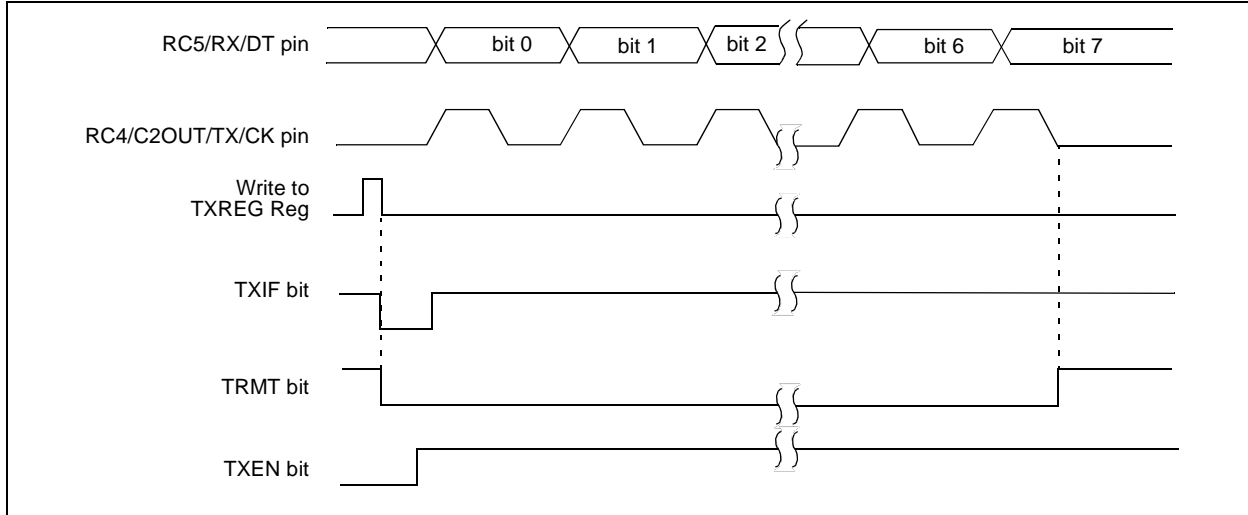 RC5/RX/DT pin
bit 0
bit 1
bit 2
bit 6
bit 7
RC4/C2OUT/TX/CK pin
Write to
TXREG Reg
TXIF bit
TRMT bit
TXEN bit